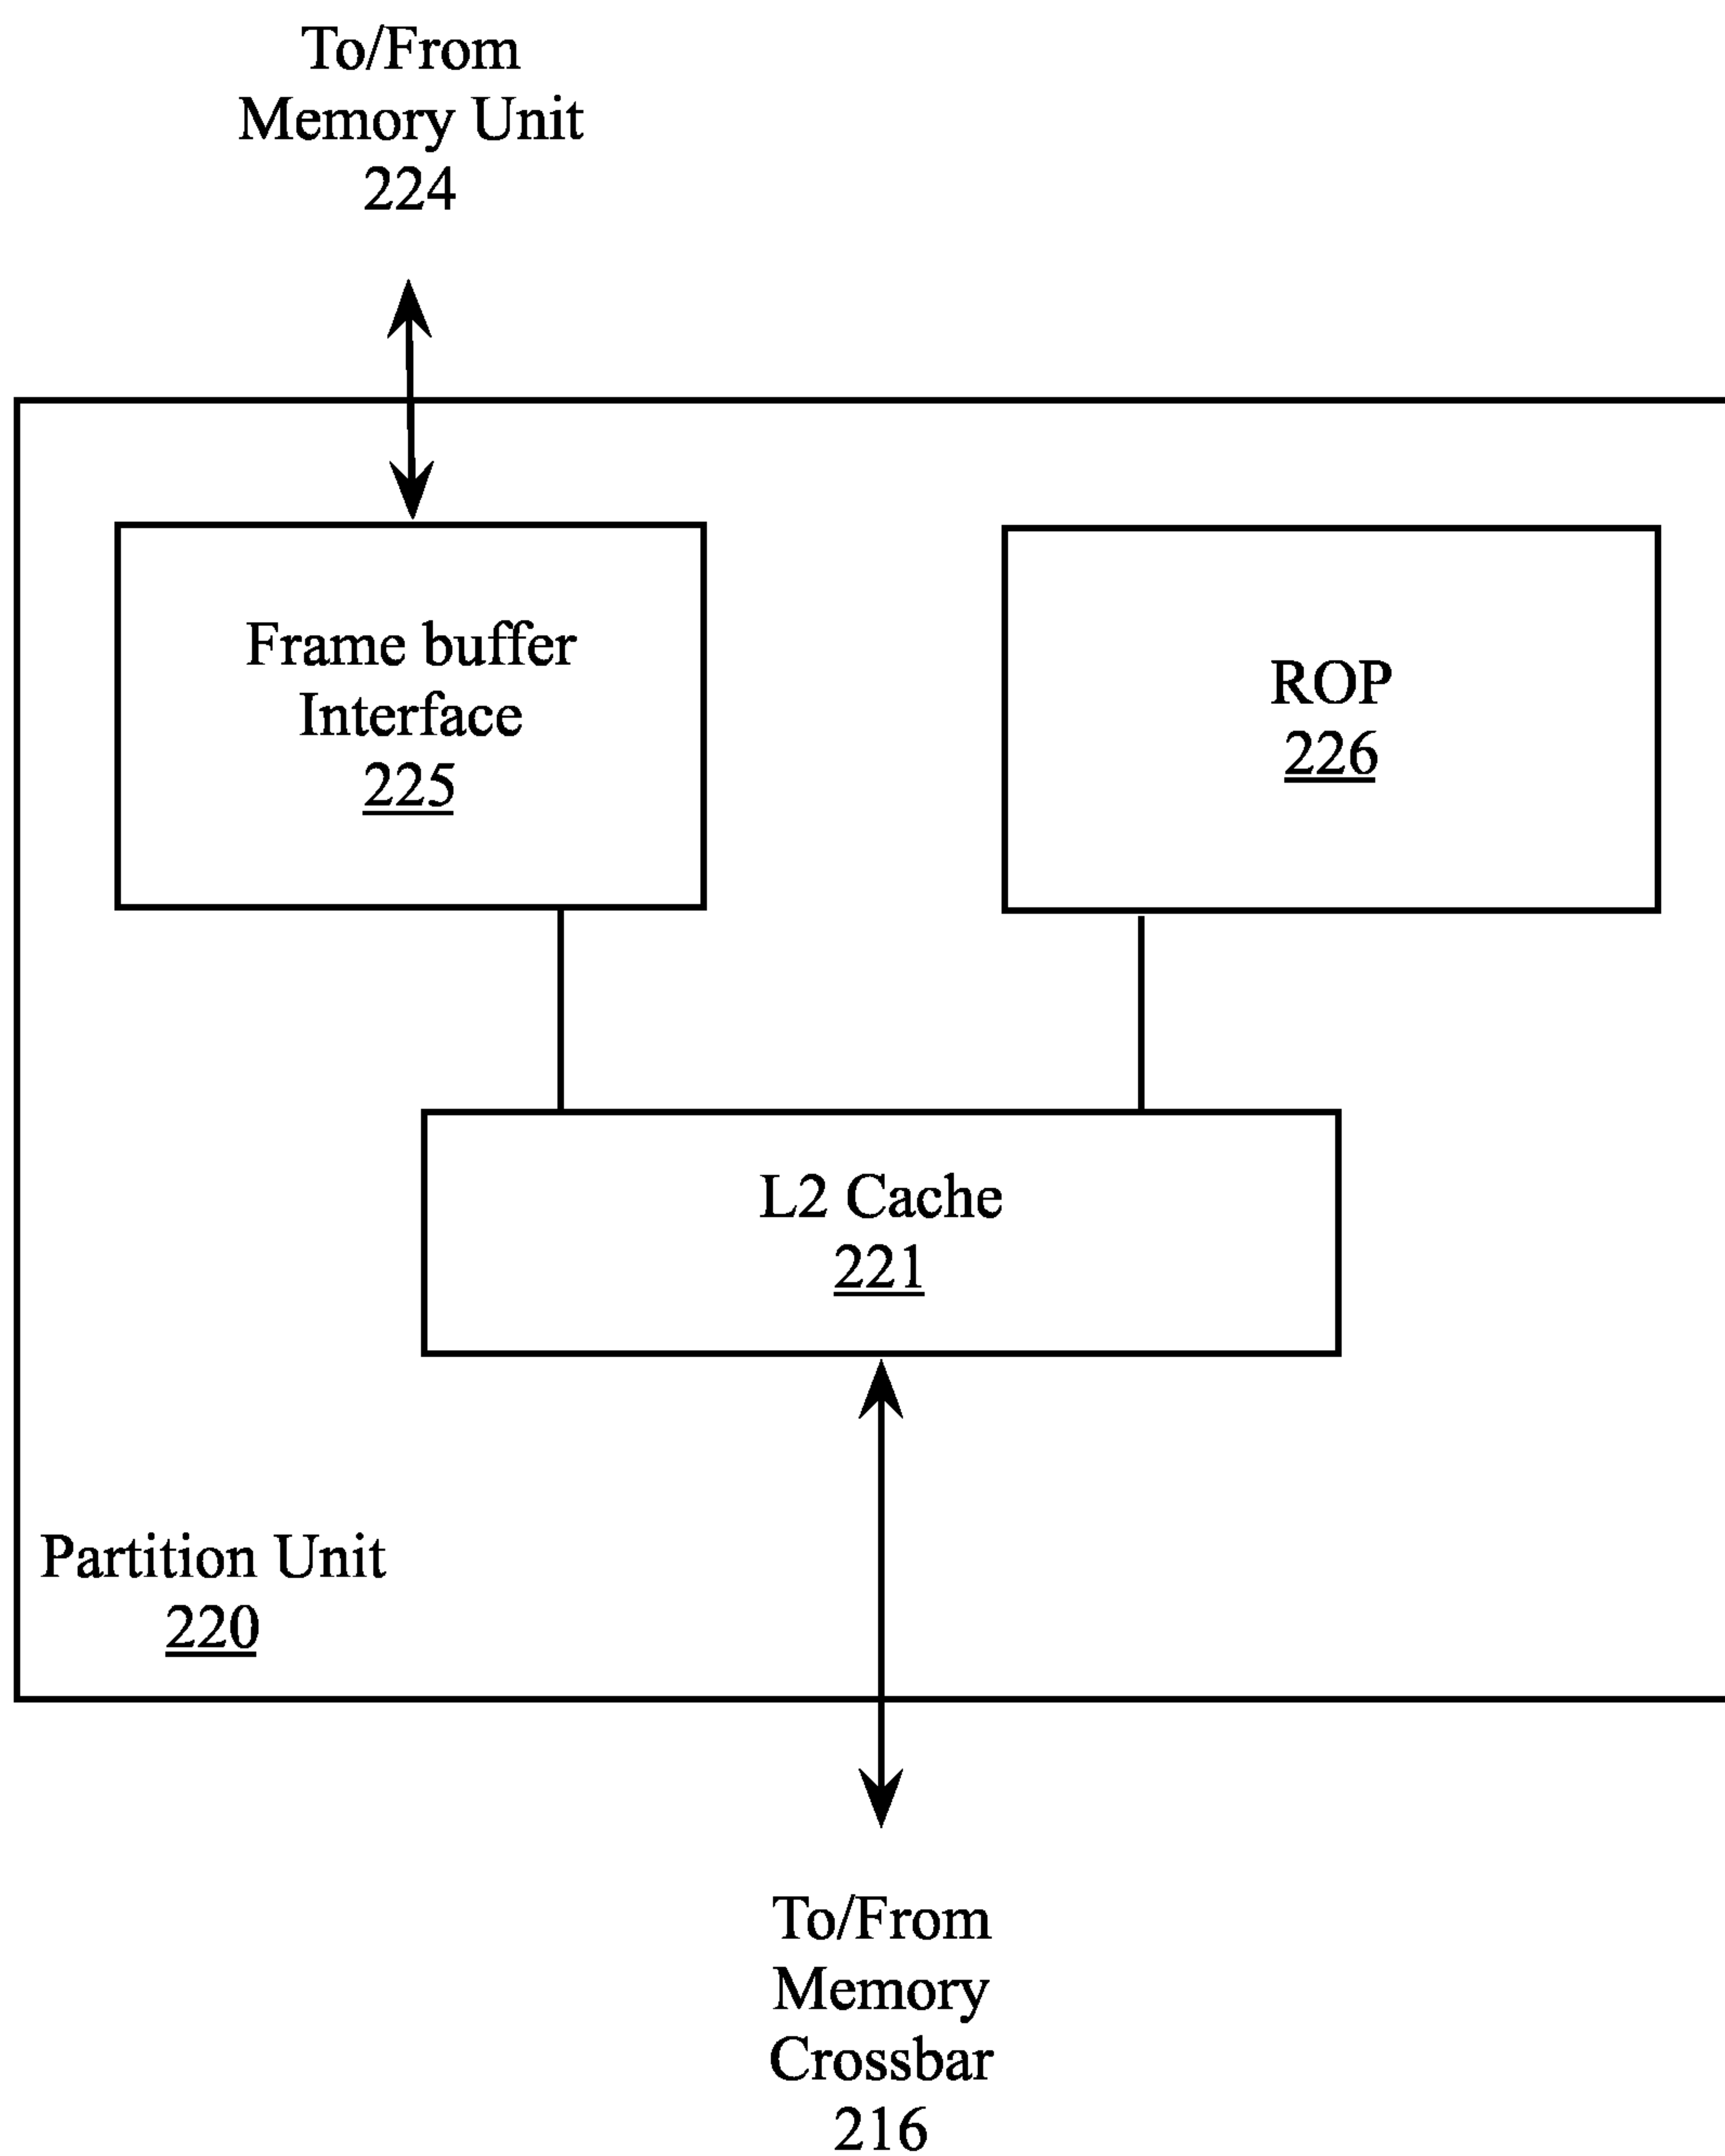 To/From
Memory Unit
224
Frame buffer
Interface
225
ROP
226
L2 Cache
221
Partition Unit
220
To/From
Memory
Crossbar
216